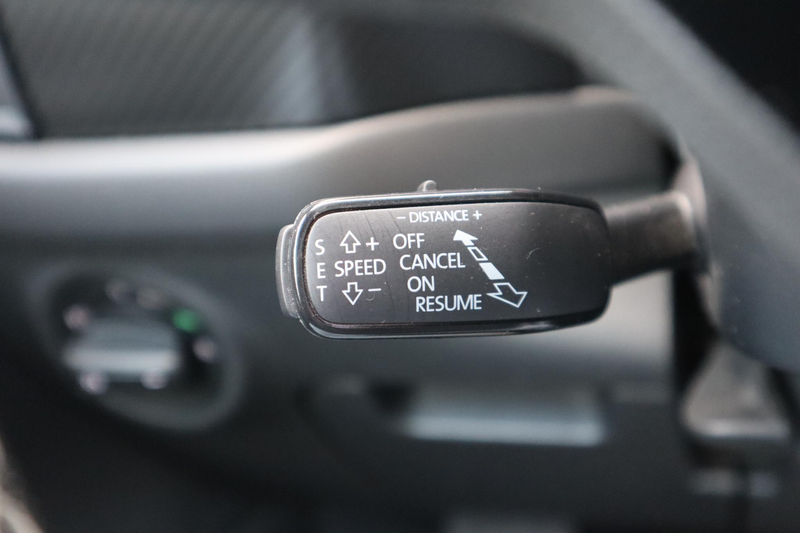 − DISTANCE +
S + OFF
E SPEED CANCEL
T − ON
RESUME